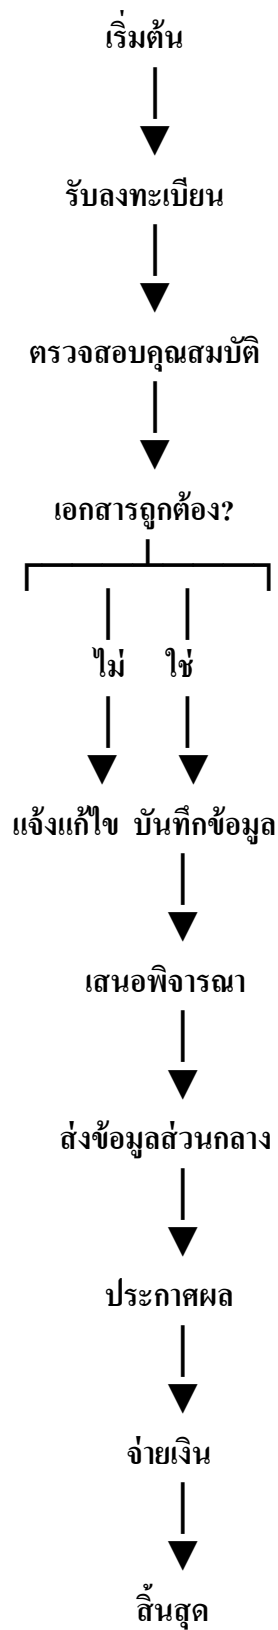 เริ่มต้น
รับลงทะเบียน
ตรวจสอบคุณสมบัติ
เอกสารถูกต้อง?
ไม่ ใช่
แจ้งแก้ไข บันทึกข้อมูล
เสนอพิจารณา
ส่งข้อมูลส่วนกลาง
ประกาศผล
จ่ายเงิน
สิ้นสุด